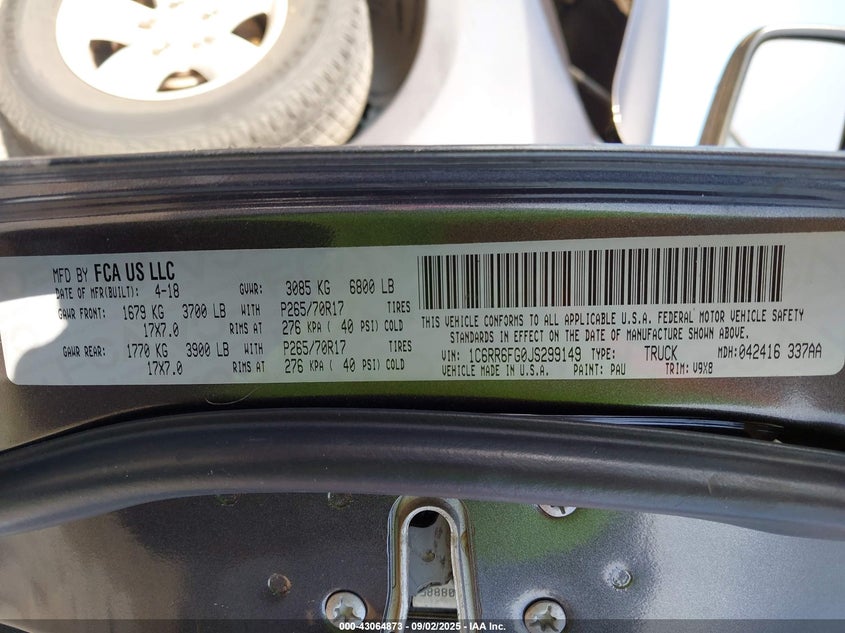 MFD BY FCA US LLC
DATE OF MFR(BUILT): 4-18 GVWR: 3085 KG 6800 LB
GAWR FRONT: 1679 KG 3700 LB WITH P265/70R17 TIRES
17X7.0 RIMS AT 276 KPA ( 40 PSI) COLD
GAWR REAR: 1770 KG 3900 LB WITH P265/70R17 TIRES
17X7.0 RIMS AT 276 KPA ( 40 PSI) COLD
THIS VEHICLE CONFORMS TO ALL APPLICABLE U.S.A. FEDERAL MOTOR VEHICLE SAFETY
STANDARDS IN EFFECT ON THE DATE OF MANUFACTURE SHOWN ABOVE.
VIN: 1C6RR6FG0JS299149 TYPE: TRUCK MDH: 042416 337AA
VEHICLE MADE IN U.S.A. PAINT: PAU TRIM: V9X8
000-43064873 - 09/02/2025 - IAA Inc.